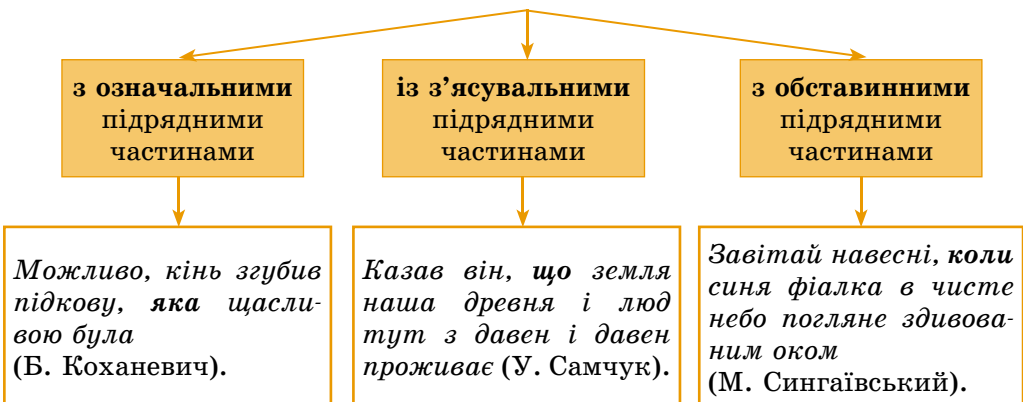 з означальними
підрядними
частинами
із з’ясувальними
підрядними
частинами
з обставинними
підрядними
частинами
Можливо, кінь згубив
підкову, яка щасли-
вою була
(Б. Коханевич).
Казав він, що земля
наша древня і люд
тут з давен і давен
проживає (У. Самчук).
Завітай навесні, коли
синя фіалка в чисте
небо погляне здивова-
ним оком
(М. Сингаївський).